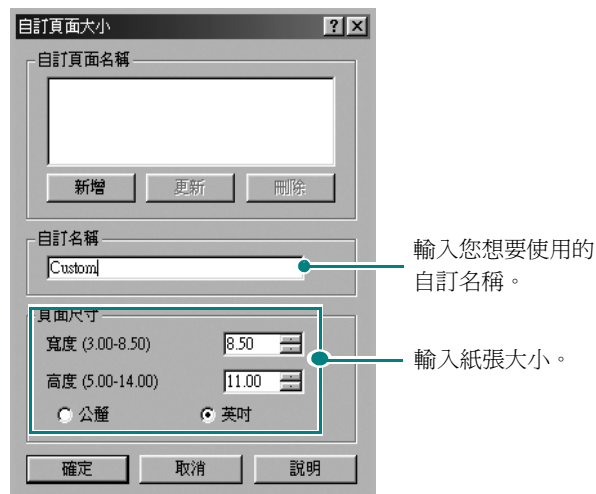 自訂頁面大小
自訂頁面名稱
新增 更新 刪除
自訂名稱
Custom
輸入您想要使用的
自訂名稱。
頁面尺寸
寬度 (3.00-8.50) 8.50
高度 (5.00-14.00) 11.00
公釐 英吋
輸入紙張大小。
確定 取消 說明